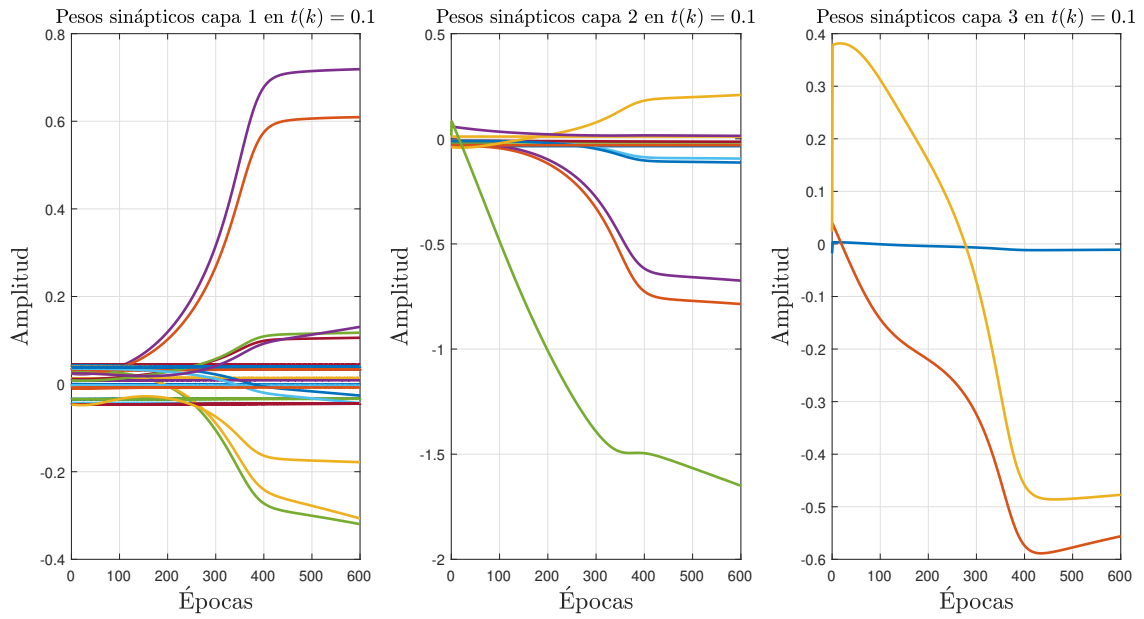 Pesos sinápticos capa 1 en t(k) = 0.1
0.8
0.6
0.4
0.2
0
-0.2
-0.4
Amplitud
0 100 200 300 400 500 600
Épocas
Pesos sinápticos capa 2 en t(k) = 0.1
0.5
0
-0.5
-1
-1.5
-2
Amplitud
0 100 200 300 400 500 600
Épocas
Pesos sinápticos capa 3 en t(k) = 0.1
0.4
0.3
0.2
0.1
0
-0.1
-0.2
-0.3
-0.4
-0.5
-0.6
Amplitud
0 100 200 300 400 500 600
Épocas